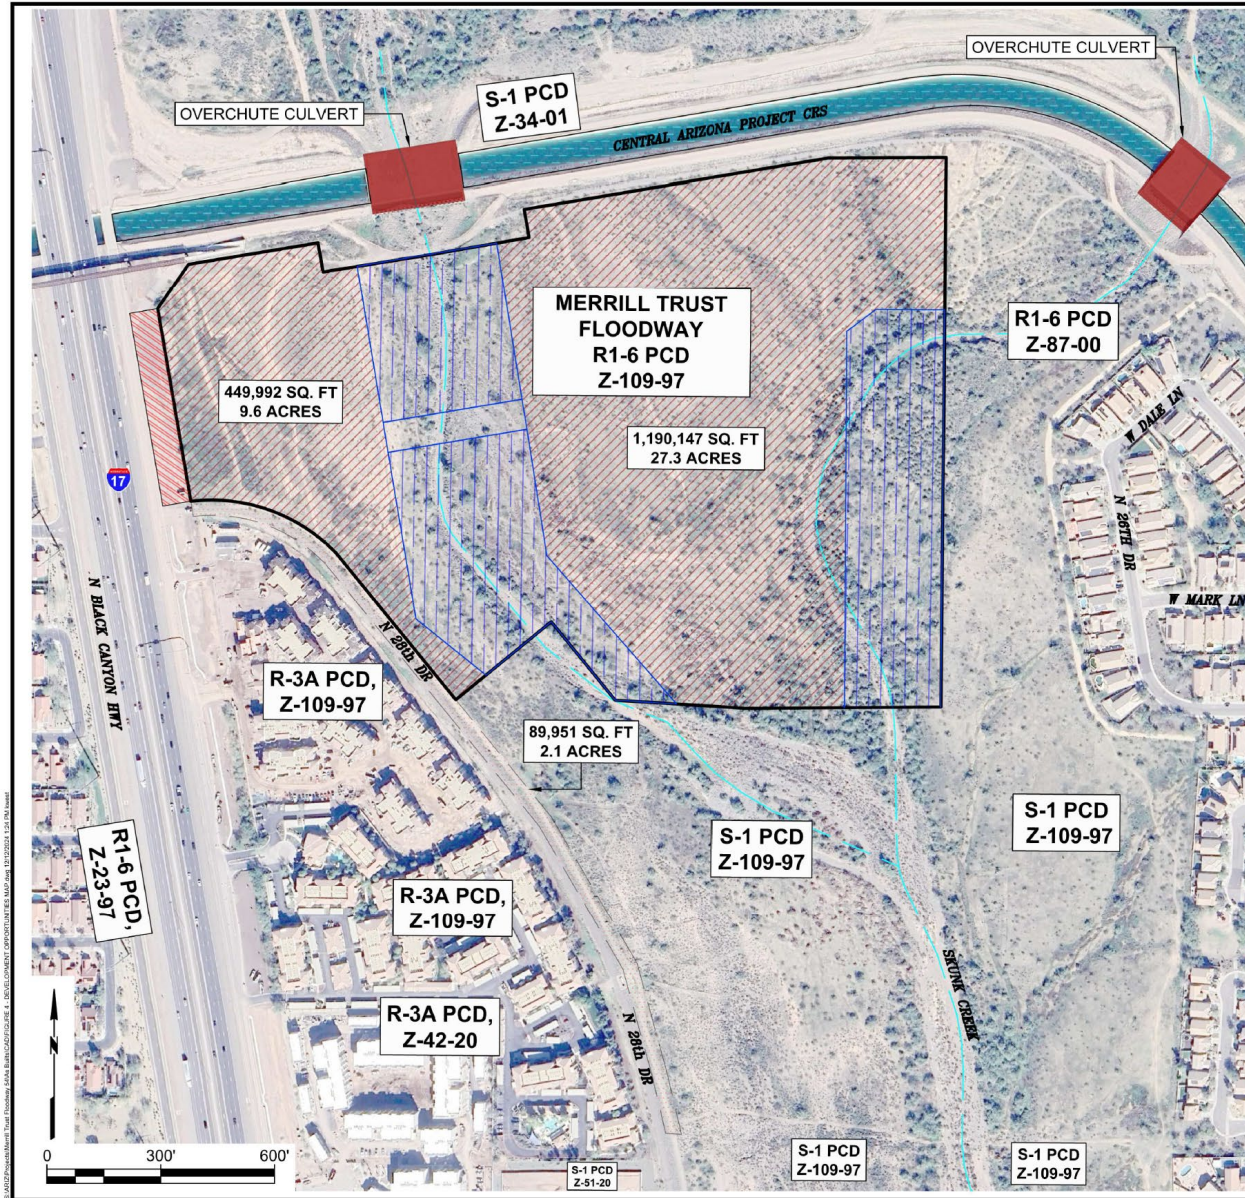 OVERCHUTE CULVERT
OVERCHUTE CULVERT
S-1 PCD
Z-34-01
CENTRAL ARIZONA PROJECT CRS
MERRILL TRUST
FLOODWAY
R1-6 PCD
Z-109-97
R1-6 PCD
Z-87-00
449,992 SQ. FT
9.6 ACRES
1,190,147 SQ. FT
27.3 ACRES
W DALE LN
17
N 26TH DR
W MARK LN
N BLACK CANYON HWY
N 28th DR
R-3A PCD,
Z-109-97
89,951 SQ. FT
2.1 ACRES
S-1 PCD
Z-109-97
S-1 PCD
Z-109-97
R1-6 PCD,
Z-23-97
R-3A PCD,
Z-109-97
SKUNK CREEK
R-3A PCD,
Z-42-20
N 28th DR
N
0 300' 600'
S-1 PCD
Z-51-20
S-1 PCD
Z-109-97
S-1 PCD
Z-109-97